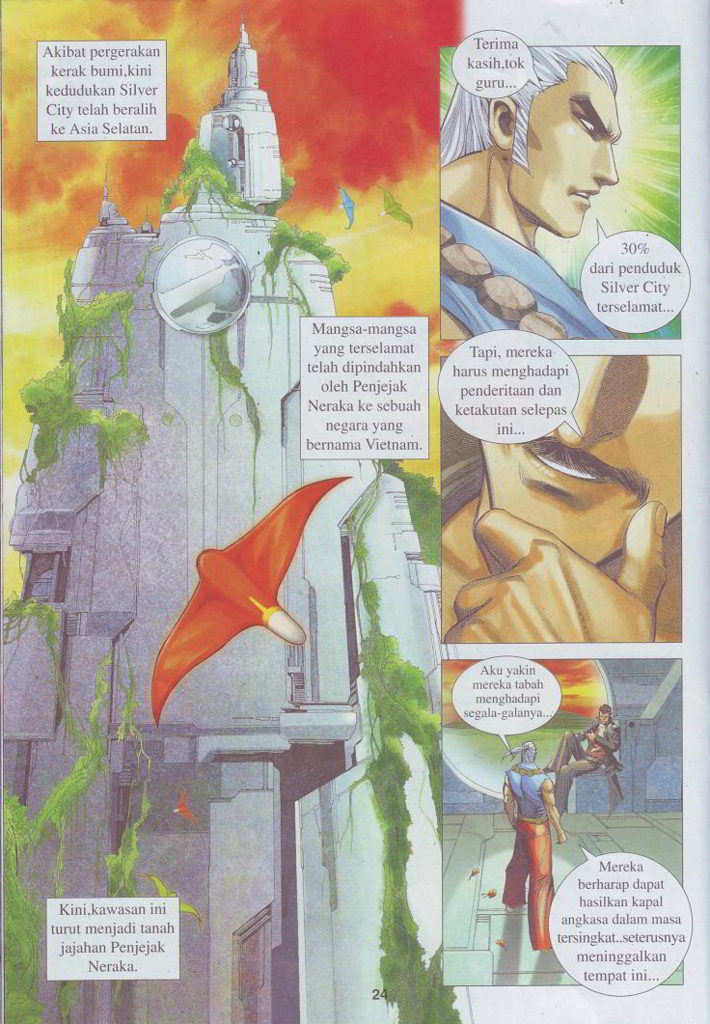 Akibat pergerakan
kerak bumi,kini
kedudukan Silver
City telah beralih
ke Asia Selatan.
Mangsa-mangsa
yang terselamat
telah dipindahkan
oleh Penjejak
Neraka ke sebuah
negara yang
bernama Vietnam.
Kini,kawasan ini
turut menjadi tanah
jajahan Penjejak
Neraka.
Terima
kasih,tok
guru...
30%
dari penduduk
Silver City
terselamat...
Tapi, mereka
harus menghadapi
penderitaan dan
ketakutan selepas
ini...
Aku yakin
mereka tabah
menghadapi
segala-galanya...
Mereka
berharap dapat
hasilkan kapal
angkasa dalam masa
tersingkat..seterusnya
meninggalkan
tempat ini...
24